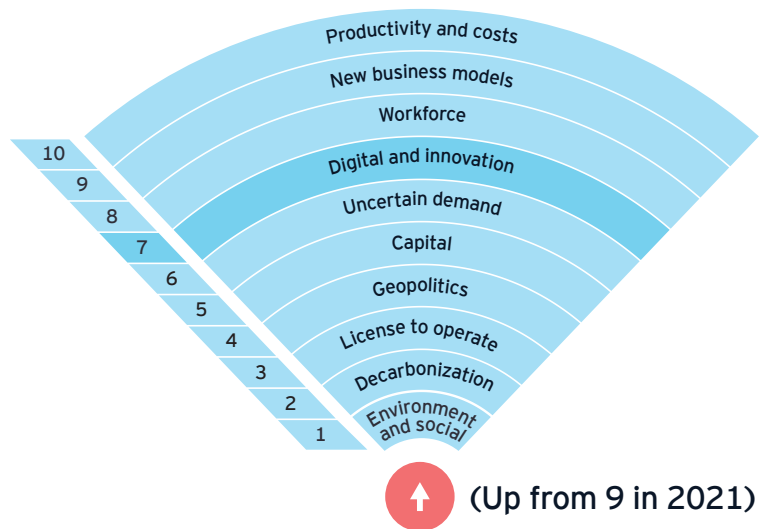 Productivity and costs
New business models
Workforce
Digital and innovation
Uncertain demand
Capital
Geopolitics
License to operate
Decarbonization
Environment
and social
10
9
8
7
6
5
4
3
2
1
(Up from 9 in 2021)